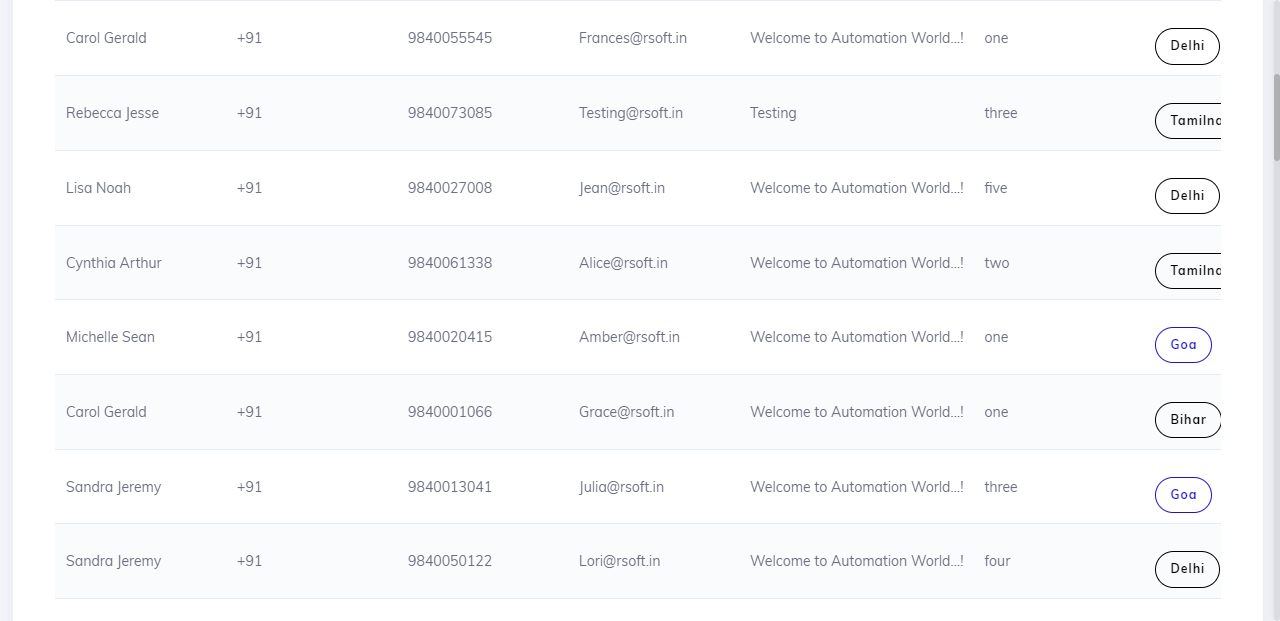 Carol Gerald +91 9840055545 Frances@rsoft.in Welcome to Automation World...! one Delhi
Rebecca Jesse +91 9840073085 Testing@rsoft.in Testing three Tamilna
Lisa Noah +91 9840027008 Jean@rsoft.in Welcome to Automation World...! five Delhi
Cynthia Arthur +91 9840061338 Alice@rsoft.in Welcome to Automation World...! two Tamilna
Michelle Sean +91 9840020415 Amber@rsoft.in Welcome to Automation World...! one Goa
Carol Gerald +91 9840001066 Grace@rsoft.in Welcome to Automation World...! one Bihar
Sandra Jeremy +91 9840013041 Julia@rsoft.in Welcome to Automation World...! three Goa
Sandra Jeremy +91 9840050122 Lori@rsoft.in Welcome to Automation World...! four Delhi